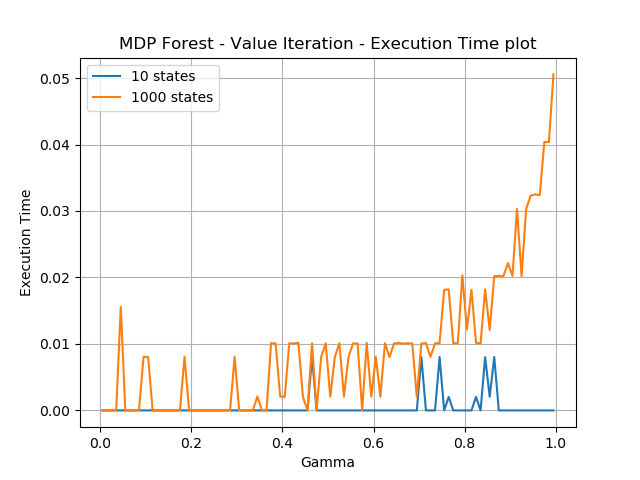 MDP Forest - Value Iteration - Execution Time plot
10 states
1000 states
0.05
0.04
0.03
0.02
0.01
0.00
Execution Time
0.0 0.2 0.4 0.6 0.8 1.0
Gamma